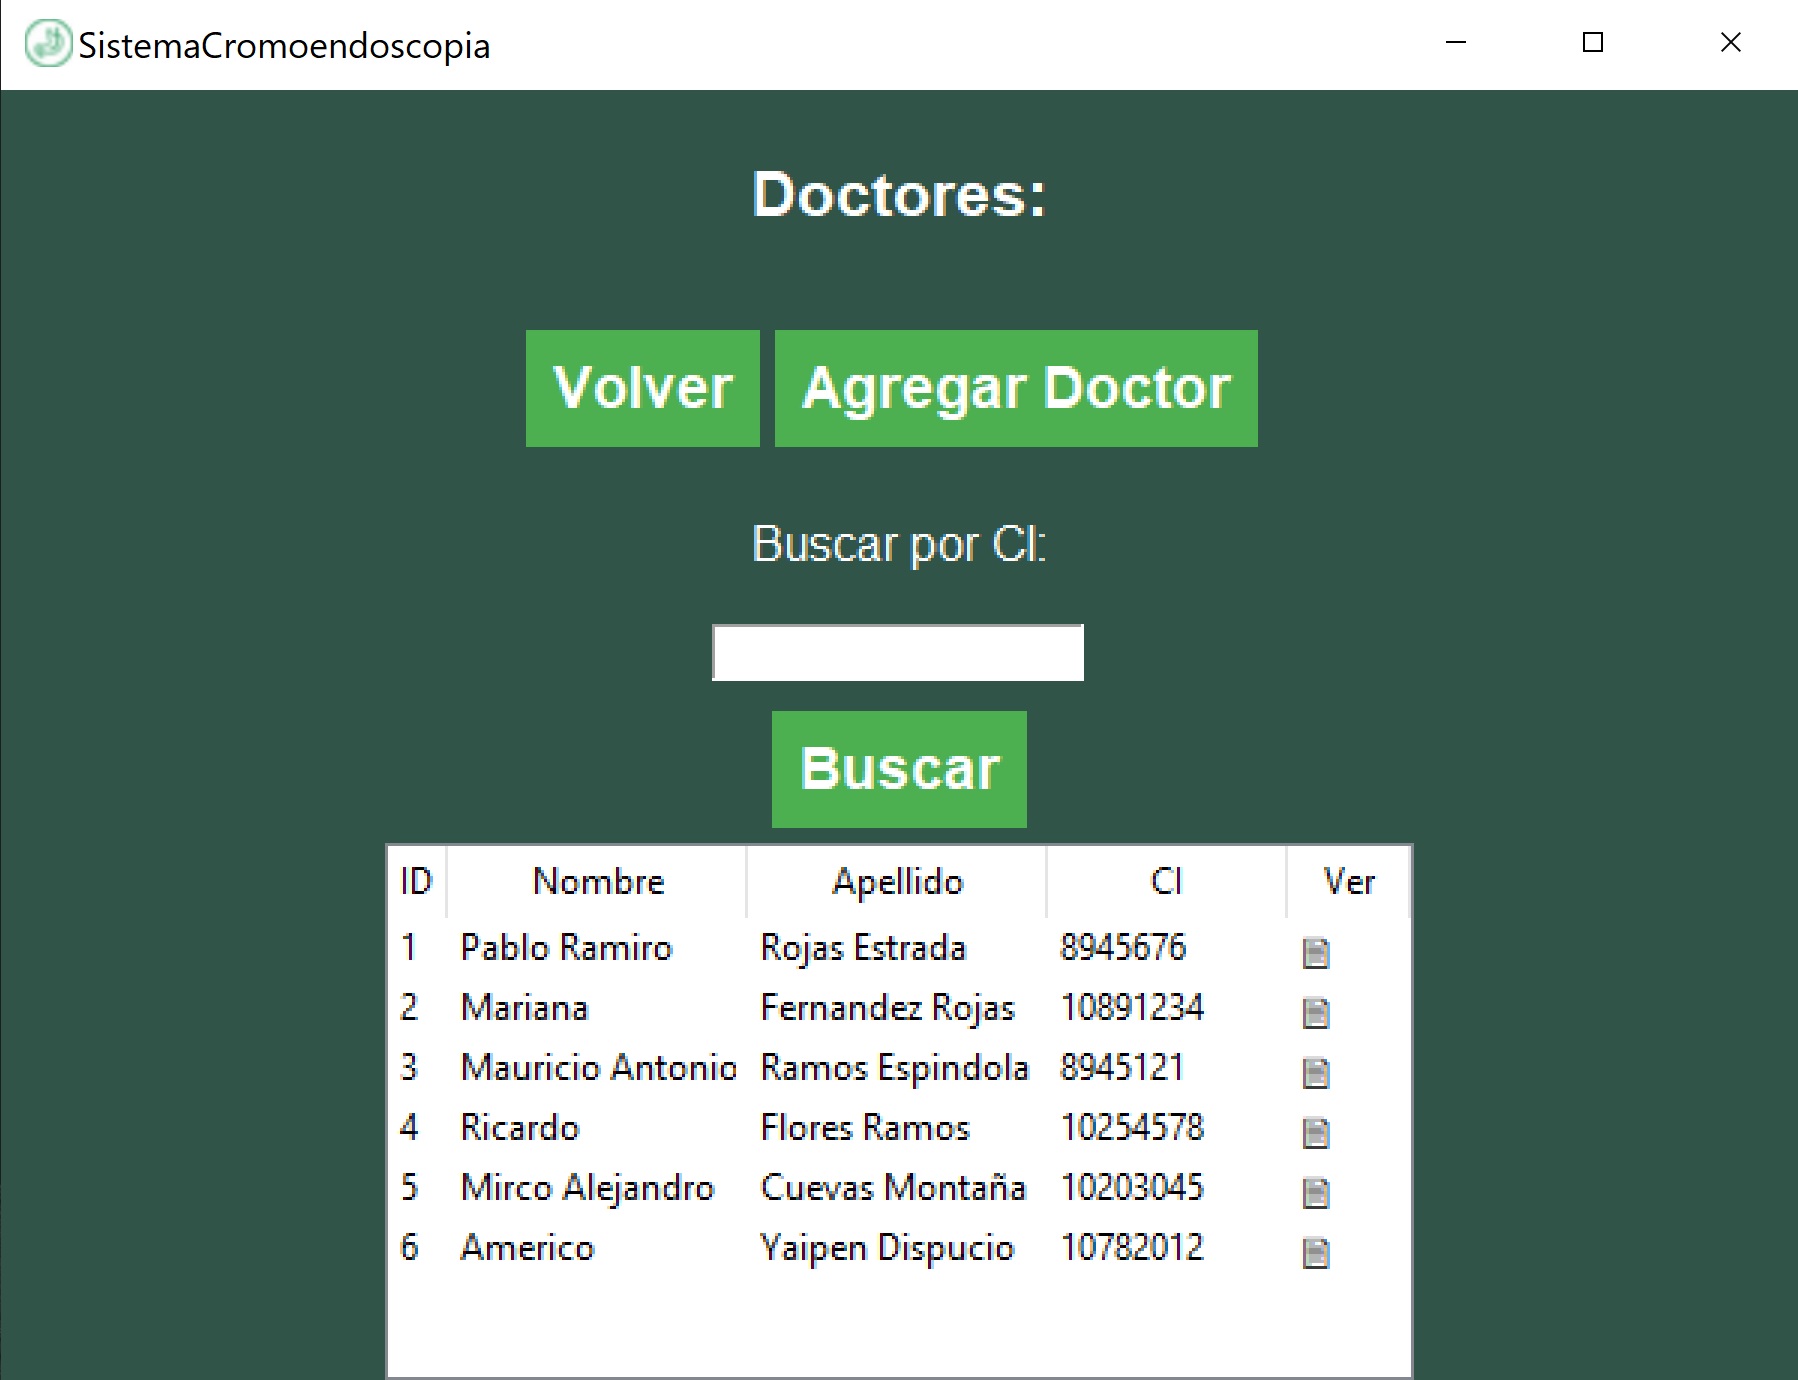 SistemaCromoendoscopia
Doctores:
Volver Agregar Doctor
Buscar por CI:
Buscar
ID Nombre Apellido CI Ver
1 Pablo Ramiro Rojas Estrada 8945676
2 Mariana Fernandez Rojas 10891234
3 Mauricio Antonio Ramos Espindola 8945121
4 Ricardo Flores Ramos 10254578
5 Mirco Alejandro Cuevas Montaña 10203045
6 Americo Yaipen Dispucio 10782012